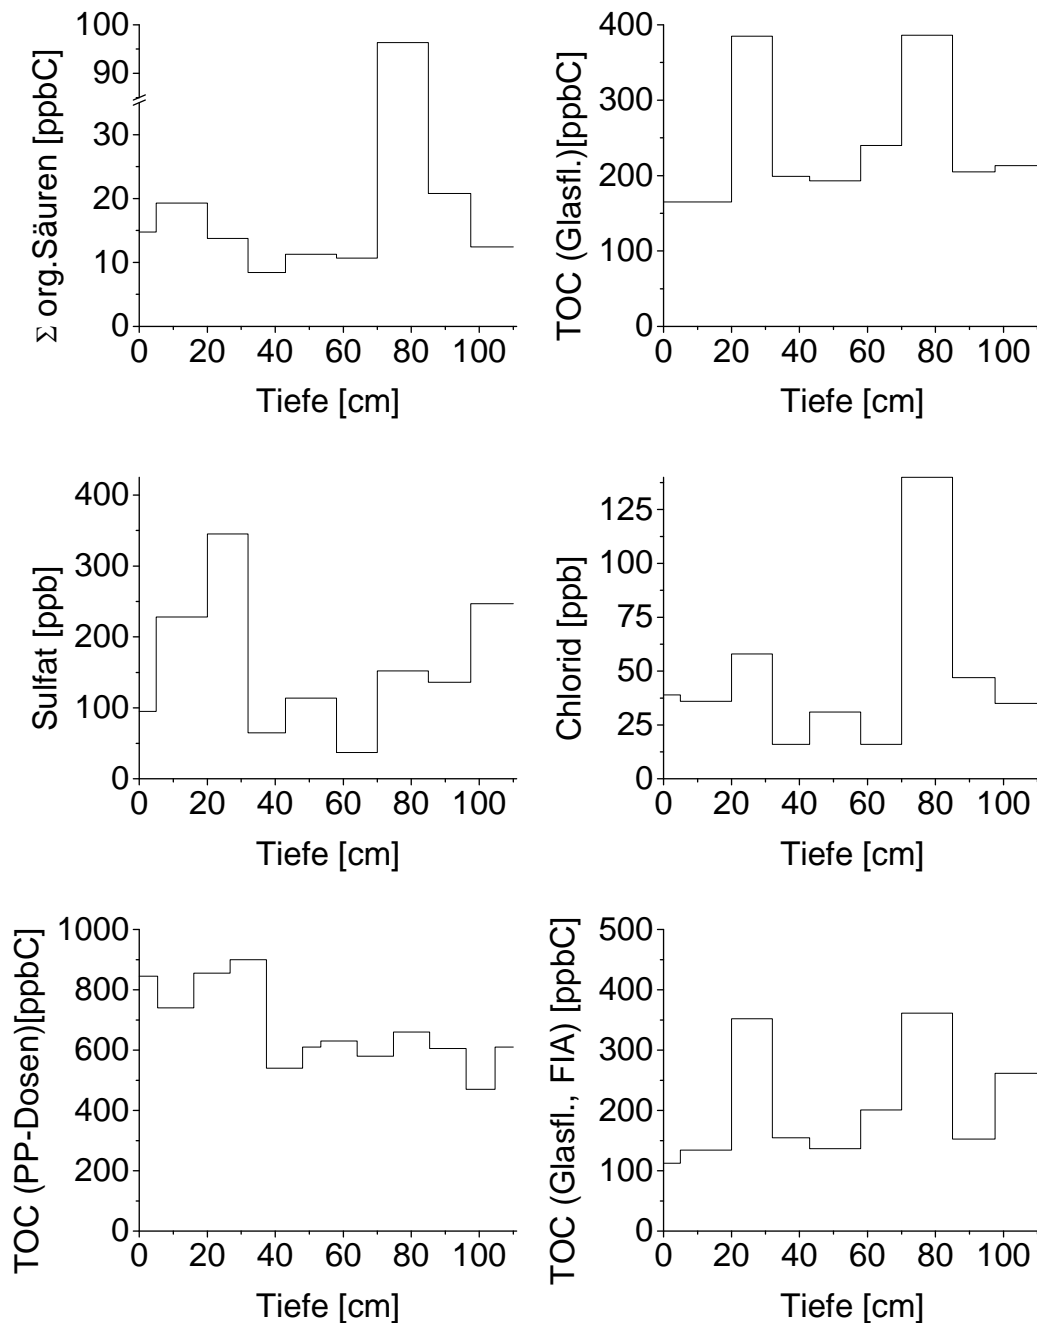 Σ org.Säuren [ppbC]
100
90
30
20
10
0
0 20 40 60 80 100
Tiefe [cm]
TOC (Glasfl.)[ppbC]
400
300
200
100
0
0 20 40 60 80 100
Tiefe [cm]
Sulfat [ppb]
400
300
200
100
0
0 20 40 60 80 100
Tiefe [cm]
Chlorid [ppb]
125
100
75
50
25
0
0 20 40 60 80 100
Tiefe [cm]
TOC (PP-Dosen)[ppbC]
1000
800
600
400
200
0
0 20 40 60 80 100
Tiefe [cm]
TOC (Glasfl., FIA) [ppbC]
500
400
300
200
100
0
0 20 40 60 80 100
Tiefe [cm]